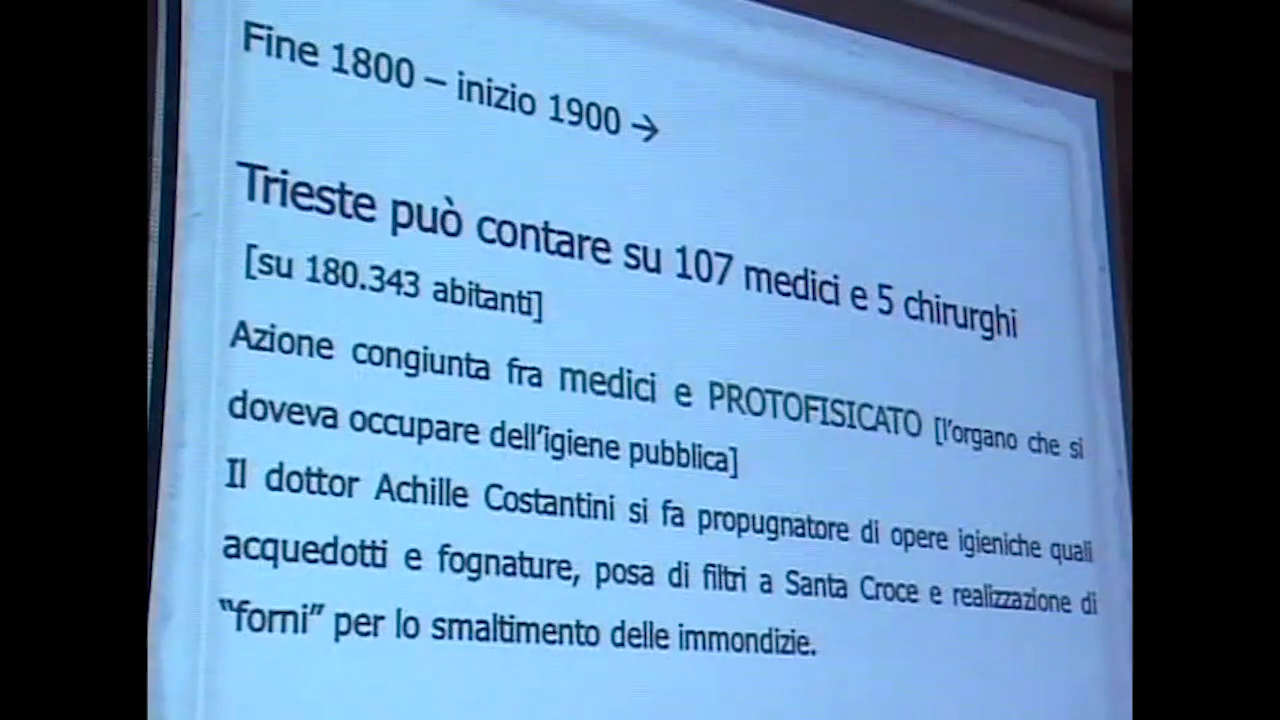 Fine 1800 – inizio 1900 →
Trieste può contare su 107 medici e 5 chirurghi
[su 180.343 abitanti]
Azione congiunta fra medici e PROTOFISICATO [l'organo che si
doveva occupare dell'igiene pubblica]
Il dottor Achille Costantini si fa propugnatore di opere igieniche quali
acquedotti e fognature, posa di filtri a Santa Croce e realizzazione di
“forni” per lo smaltimento delle immondizie.